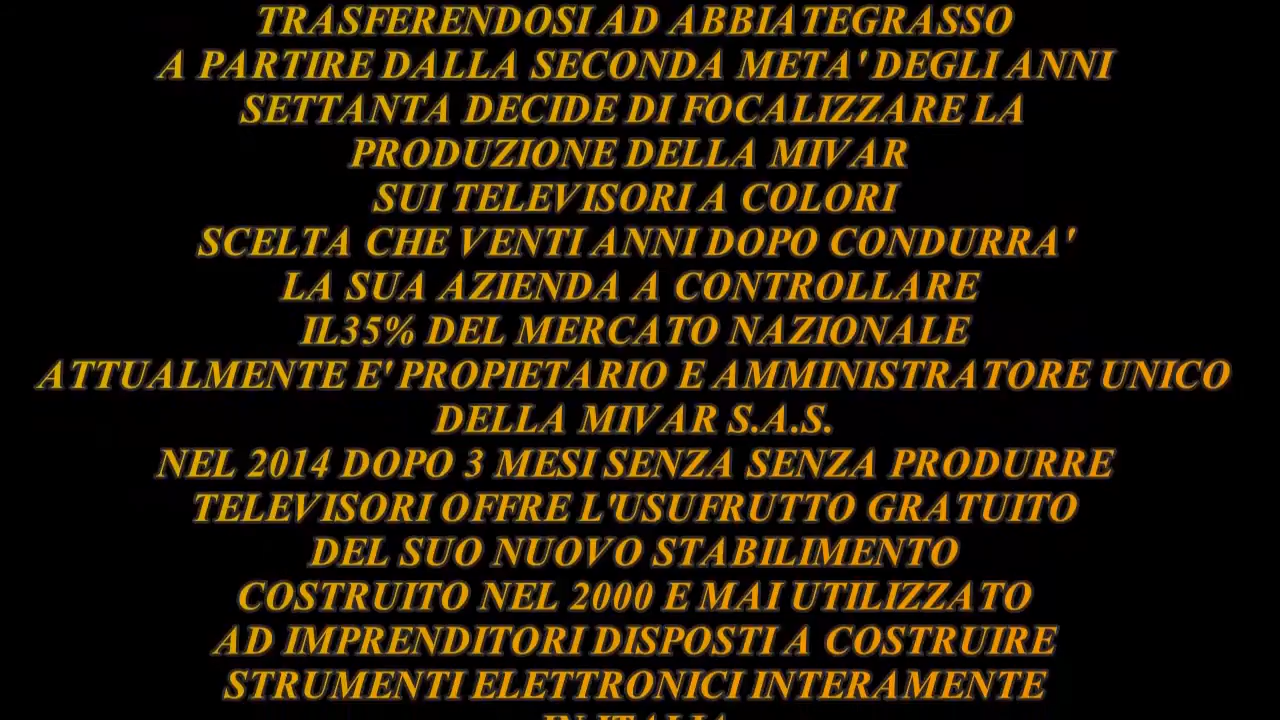 TRASFERENDOSI AD ABBIATEGRASSO
A PARTIRE DALLA SECONDA META' DEGLI ANNI
SETTANTA DECIDE DI FOCALIZZARE LA
PRODUZIONE DELLA MIVAR
SUI TELEVISORI A COLORI
SCELTA CHE VENTI ANNI DOPO CONDURRA'
LA SUA AZIENDA A CONTROLLARE
IL35% DEL MERCATO NAZIONALE
ATTUALMENTE E' PROPIETARIO E AMMINISTRATORE UNICO
DELLA MIVAR S.A.S.
NEL 2014 DOPO 3 MESI SENZA SENZA PRODURRE
TELEVISORI OFFRE L'USUFRUTTO GRATUITO
DEL SUO NUOVO STABILIMENTO
COSTRUITO NEL 2000 E MAI UTILIZZATO
AD IMPRENDITORI DISPOSTI A COSTRUIRE
STRUMENTI ELETTRONICI INTERAMENTE
IN ITALIA